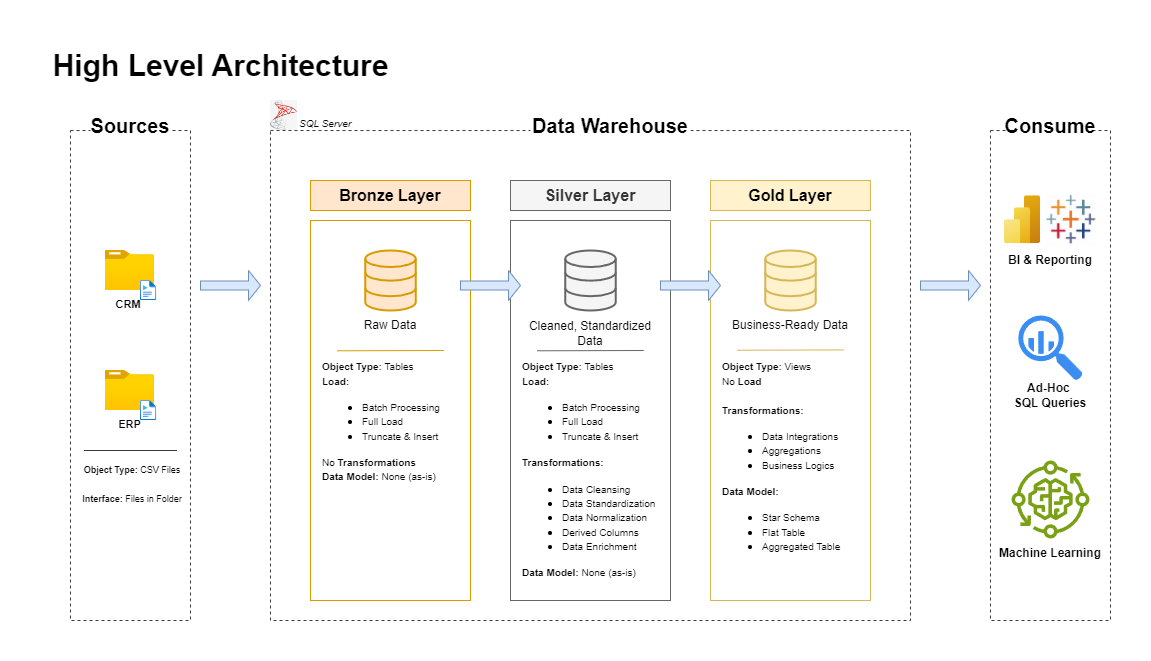 High Level Architecture
Sources
CRM
ERP
Object Type: CSV Files
Interface: Files in Folder
SQL Server
Data Warehouse
Bronze Layer
Raw Data
Object Type: Tables
Load:
Batch Processing
Full Load
Truncate & Insert
No Transformations
Data Model: None (as-is)
Silver Layer
Cleaned, Standardized
Data
Object Type: Tables
Load:
Batch Processing
Full Load
Truncate & Insert
Transformations:
Data Cleansing
Data Standardization
Data Normalization
Derived Columns
Data Enrichment
Data Model: None (as-is)
Gold Layer
Business-Ready Data
Object Type: Views
No Load
Transformations:
Data Integrations
Aggregations
Business Logics
Data Model:
Star Schema
Flat Table
Aggregated Table
Consume
BI & Reporting
Ad-Hoc
SQL Queries
Machine Learning